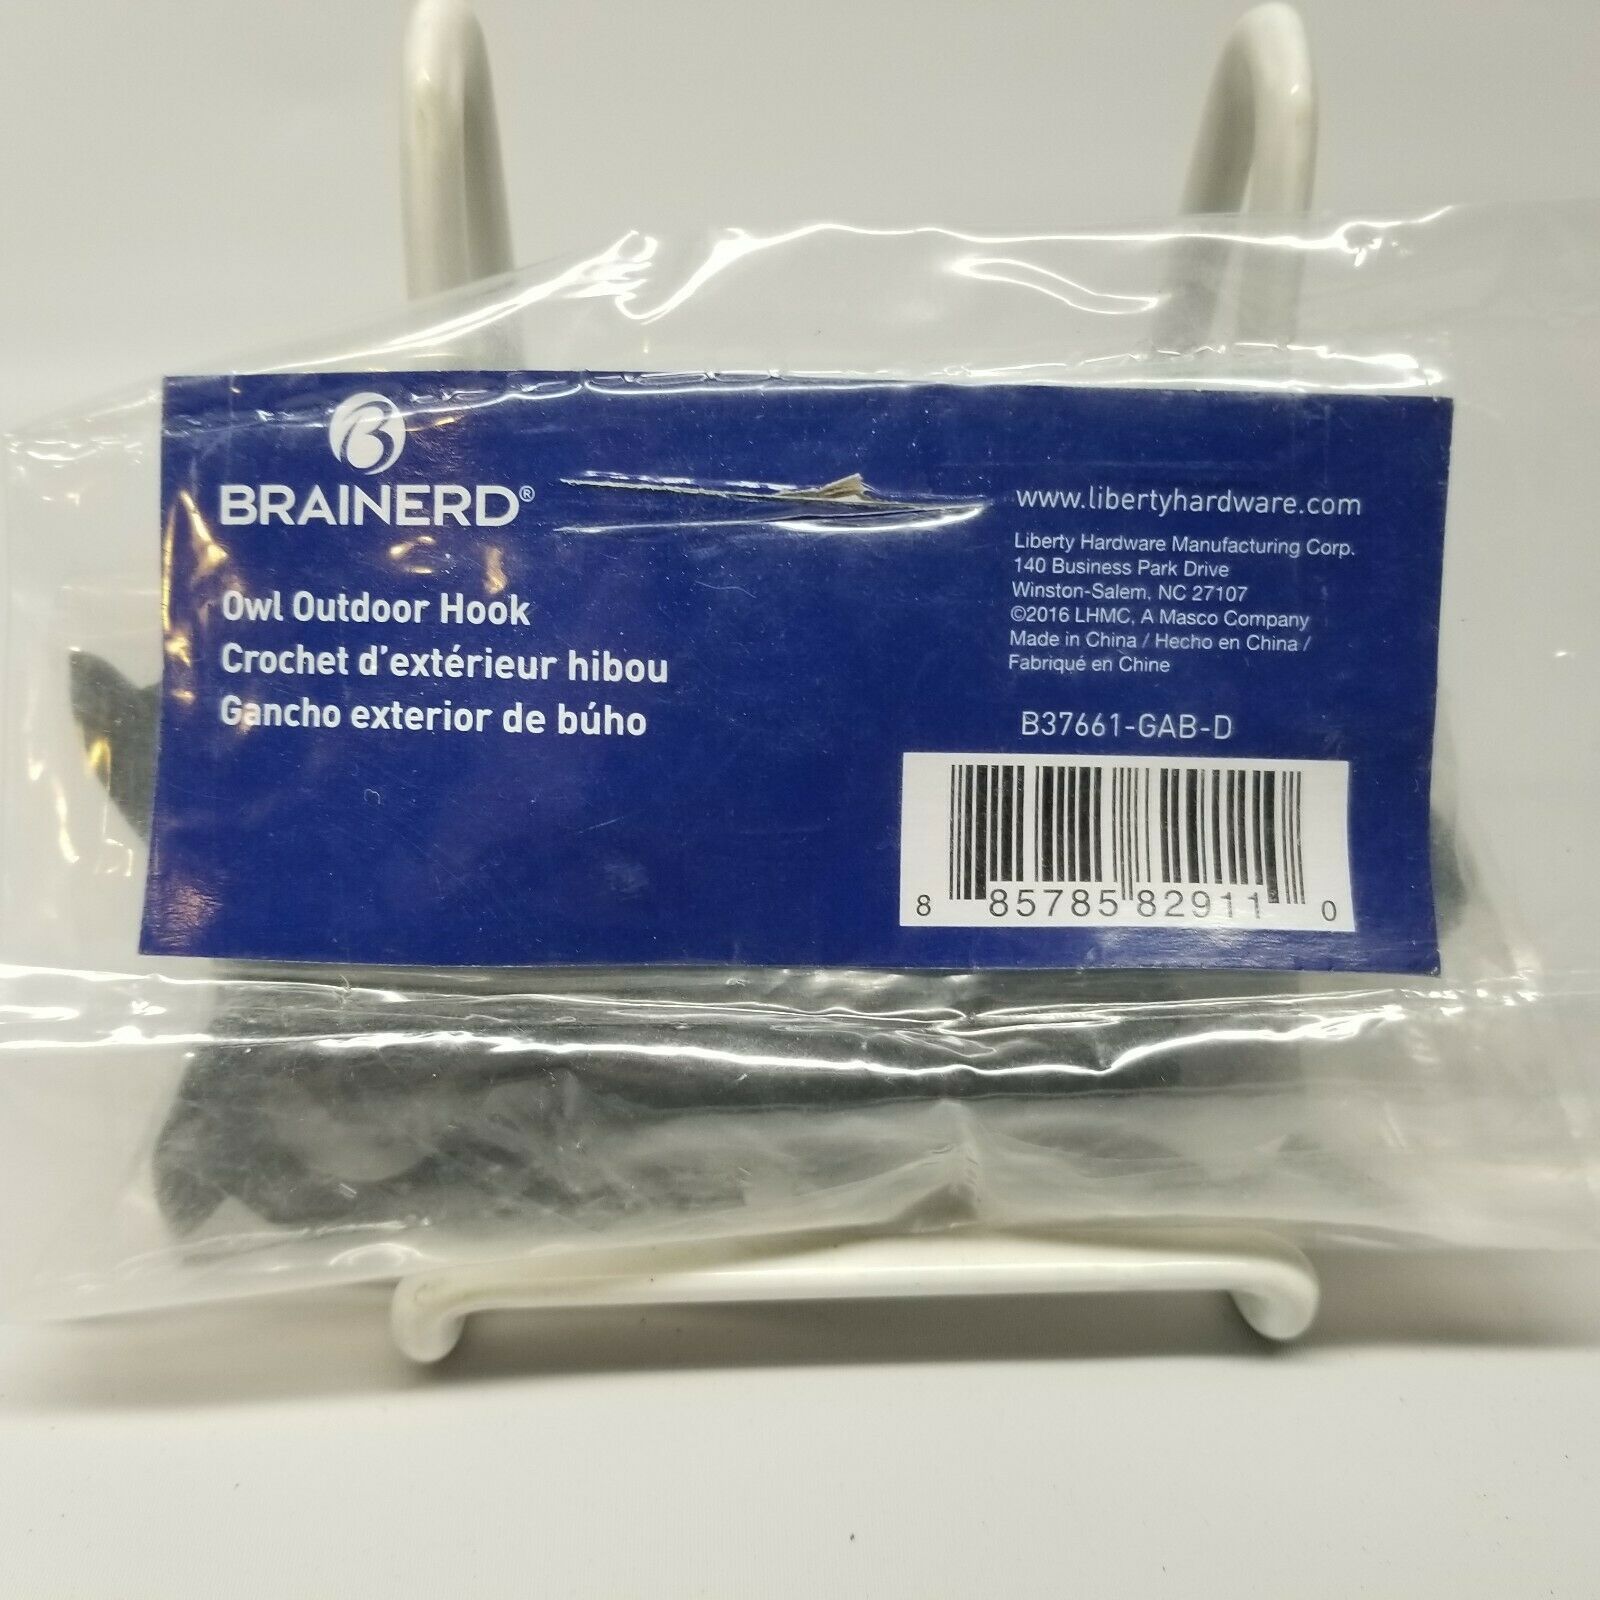 B
BRAINERD®
Owl Outdoor Hook
Crochet d'extérieur hibou
Gancho exterior de búho
www.libertyhardware.com
Liberty Hardware Manufacturing Corp.
140 Business Park Drive
Winston-Salem, NC 27107
©2016 LHMC, A Masco Company
Made in China / Hecho en China /
Fabriqué en Chine
B37661-GAB-D
8 85785 82911 0